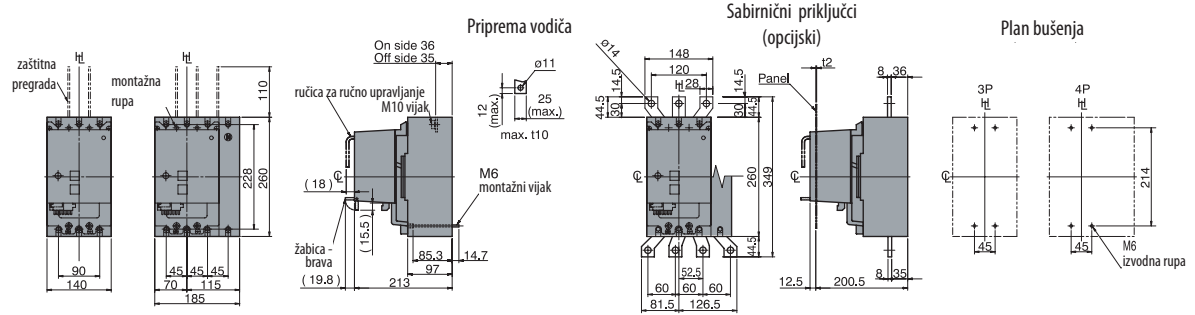 Priprema vodiča
Sabirnični priključci
(opcijski)
Plan bušenja
zaštitna
pregrada
montažna
rupa
110
228
260
90
140
45 45 45
70 115
185
On side 36
Off side 35
ručica za ručno upravljanje
M10 vijak
( 18 )
( 15.5 )
žabica -
brava
( 19.8 )
213
85.3
14.7
97
M6
montažni vijak
ø11
12
(max.)
25
(max.)
max. t10
ø14
148
120
28
44.5
14.5
30
14.5
260
349
44.5
52.5
60 60 60
81.5 126.5
Panel
t2
8 36
8 35
12.5 200.5
3P
4P
214
45
45
M6
izvodna rupa